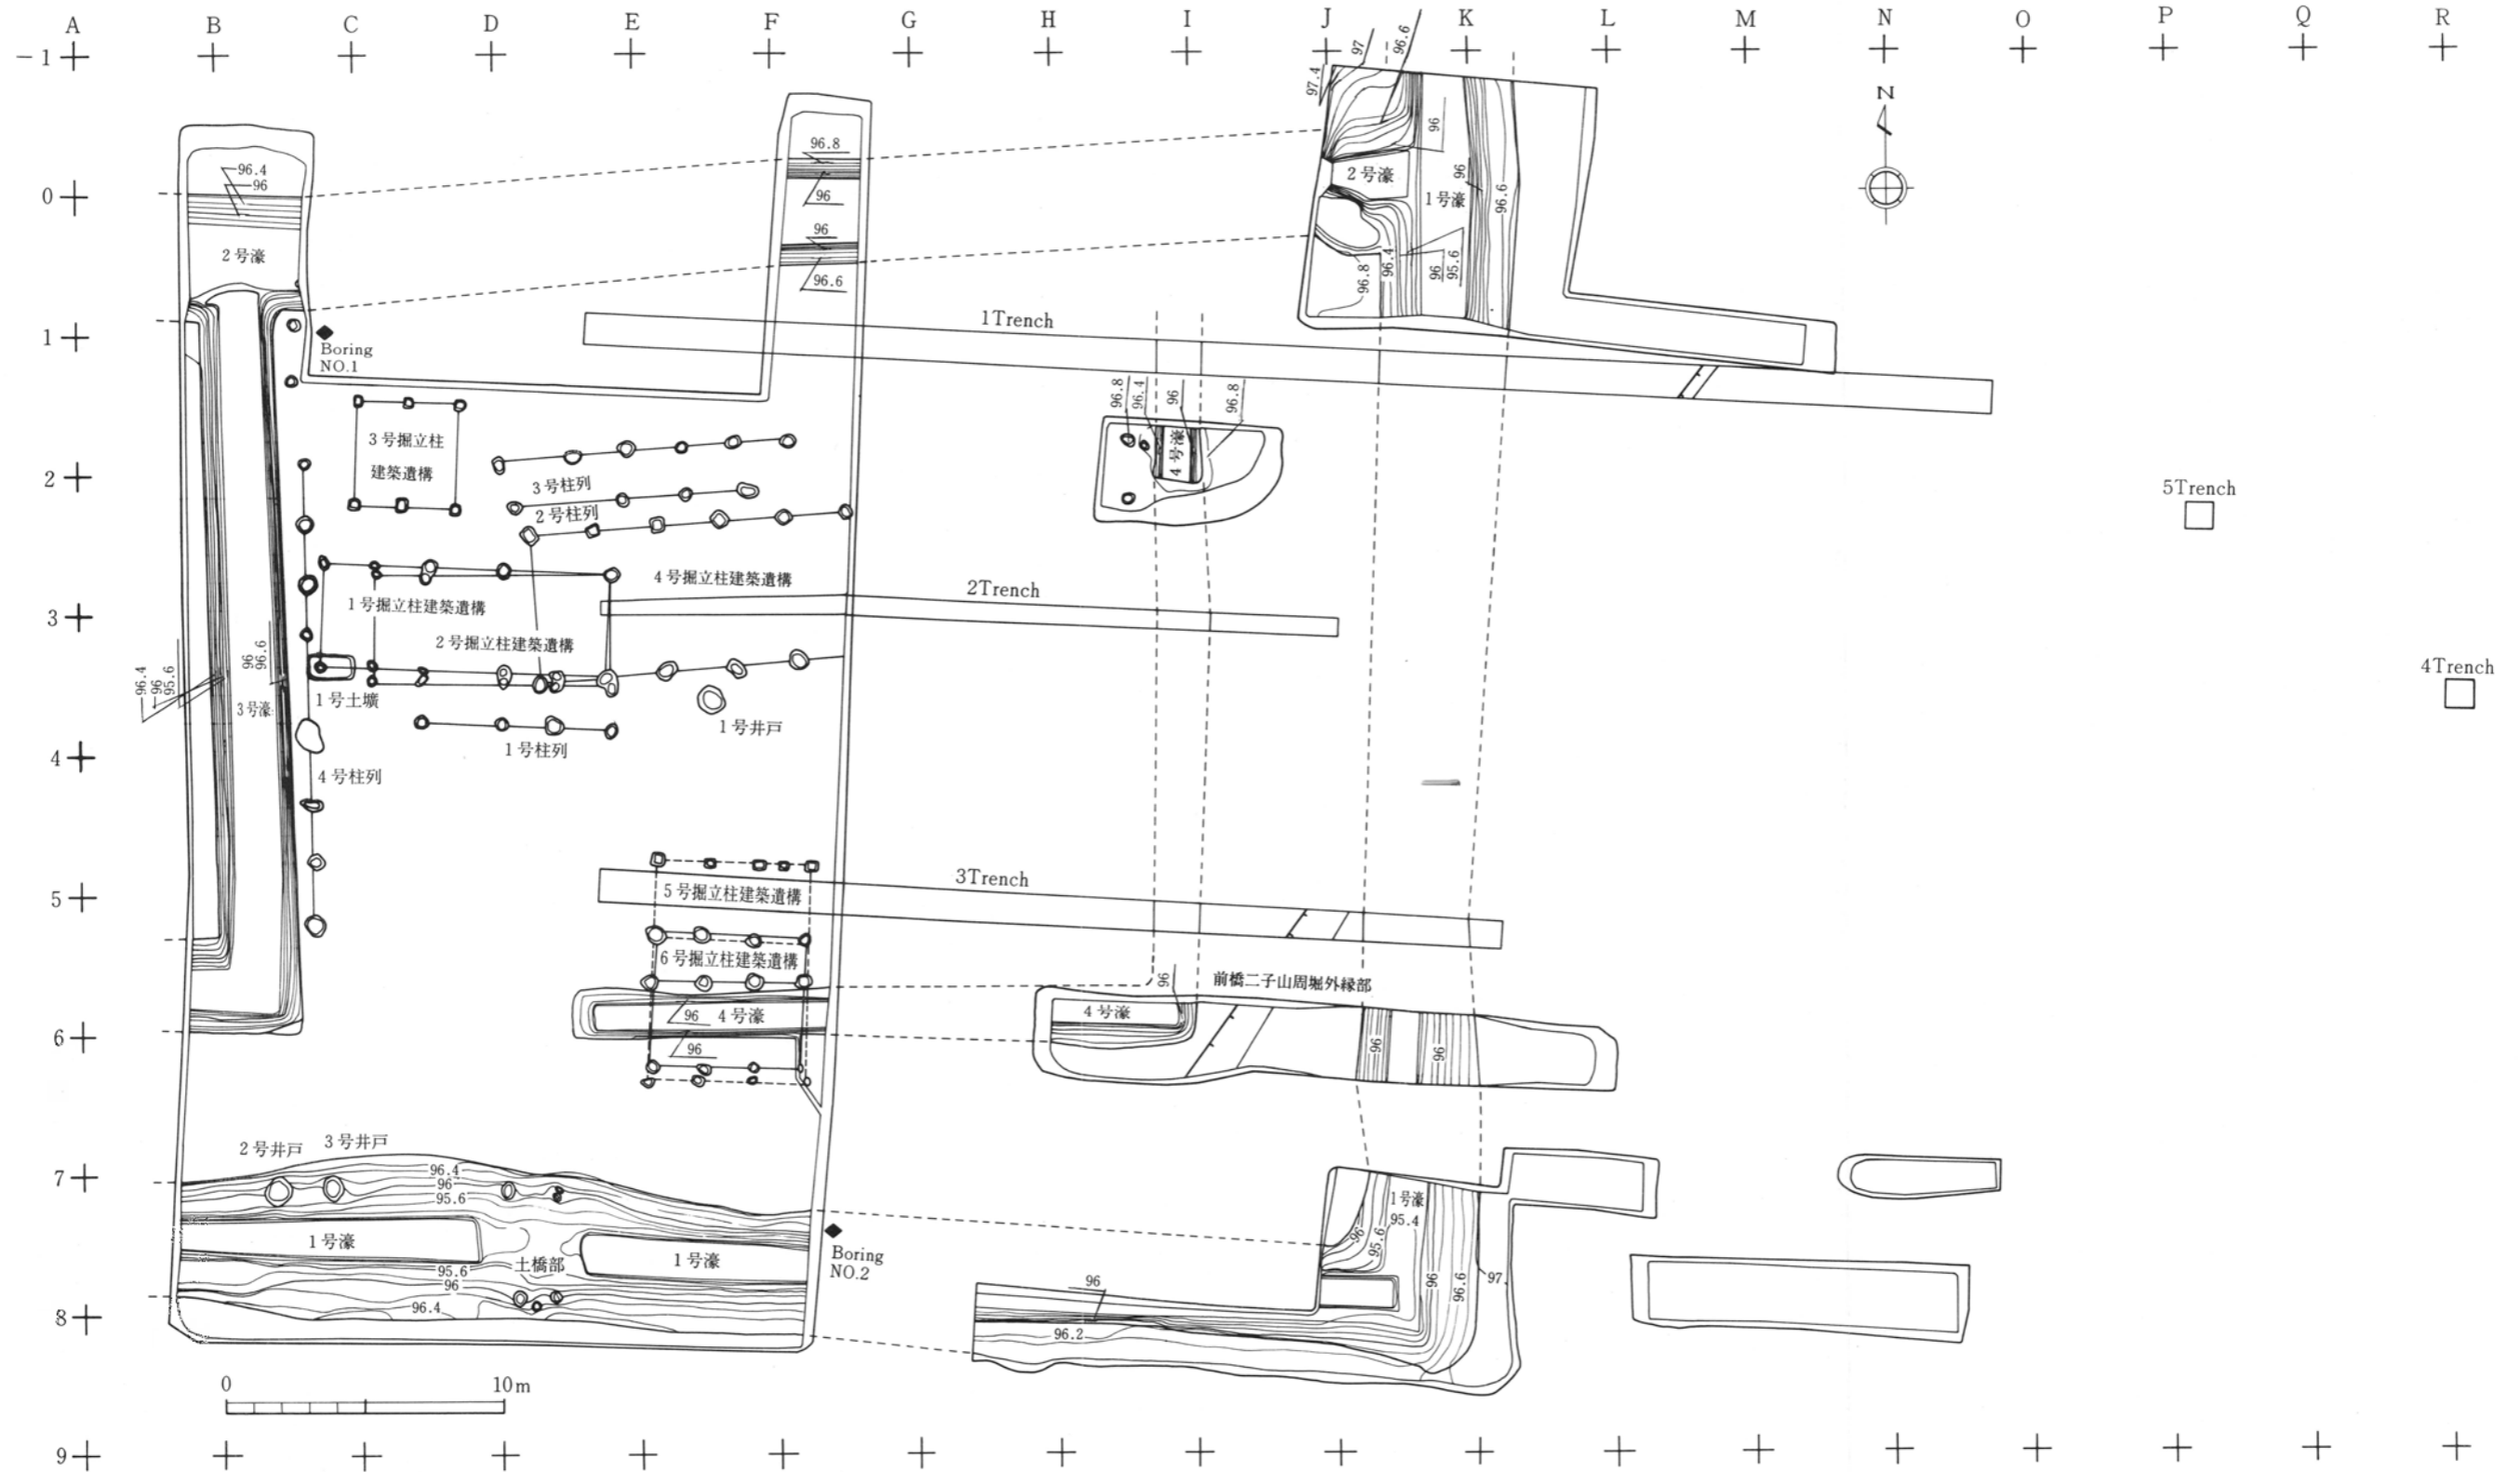 A B C D E F G H I J K L M N O P Q R
-1
0
1
2
3
4
5
6
7
8
9
N
97.4
97
96.6
96
2号濠
1号濠
96
96.6
96.8
96.4
96
95.6
96.4
96
2号濠
96.8
96
96
96.6
Boring
NO.1
1Trench
3号掘立柱
建築遺構
3号柱列
2号柱列
96.8
96.4
96
96.8
4号濠
5Trench
4号掘立柱建築遺構
2Trench
1号掘立柱建築遺構
2号掘立柱建築遺構
96.4
96
95.6
96
96.6
3号濠
1号土壙
1号井戸
1号柱列
4号柱列
4Trench
3Trench
5号掘立柱建築遺構
6号掘立柱建築遺構
96
4号濠
96
96
前橋二子山周堀外縁部
4号濠
96
96
2号井戸
3号井戸
96.4
96
95.6
1号濠
土橋部
1号濠
95.6
96
96.4
Boring
NO.2
1号濠
95.4
96
95.6
96
96.6
97
96
96.2
0 10m